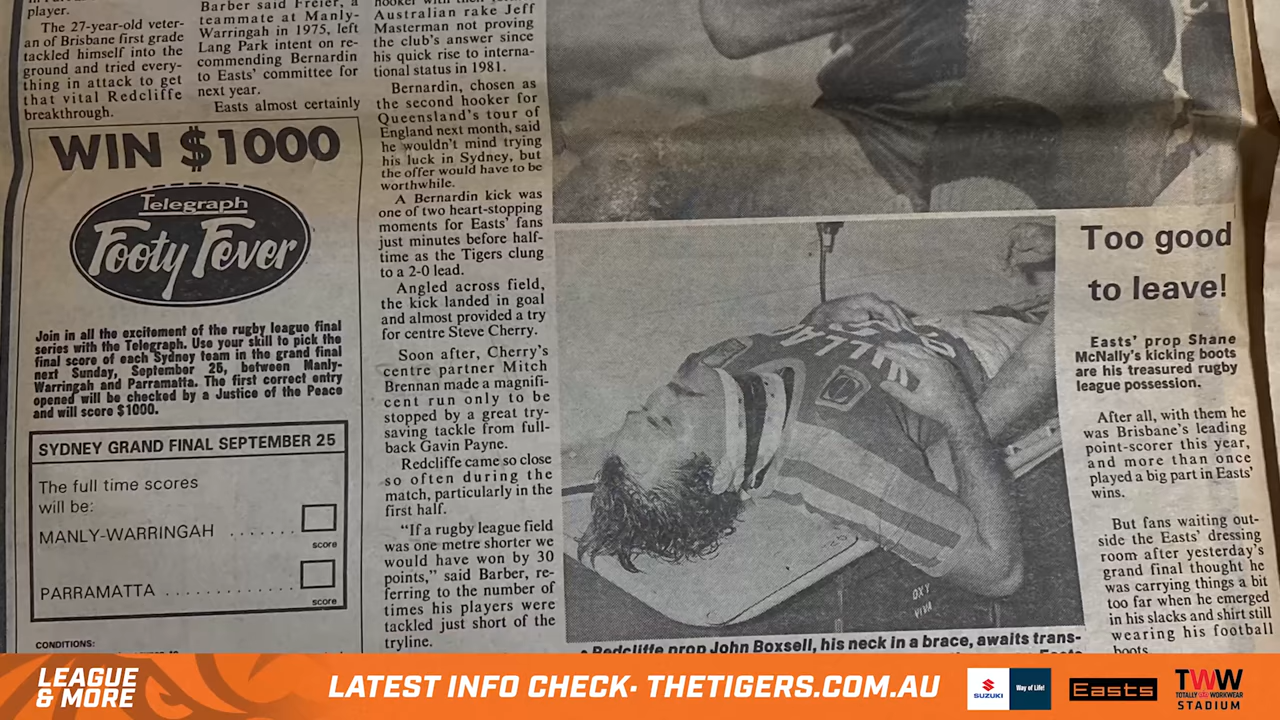 player.
The 27-year-old veter-
an of Brisbane first grade
tackled himself into the
ground and tried every-
thing in attack to get
that vital Redcliffe
breakthrough.
Barber said Freier, a
teammate at Manly-
Warringah in 1975, left
Lang Park intent on re-
commending Bernardin
to Easts' committee for
next year.
Easts almost certainly
WIN $1000
Telegraph
Footy Fever
Join in all the excitement of the rugby league final
series with the Telegraph. Use your skill to pick the
final score of each Sydney team in the grand final
next Sunday, September 25, between Manly-
Warringah and Parramatta. The first correct entry
opened will be checked by a Justice of the Peace
and will score $1000.
SYDNEY GRAND FINAL SEPTEMBER 25
The full time scores
will be:
MANLY-WARRINGAH .......
score
PARRAMATTA ............
score
CONDITIONS:
Australian rake Jeff
Masterman not proving
the club's answer since
his quick rise to interna-
tional status in 1981.
Bernardin, chosen as
the second hooker for
Queensland's tour of
England next month, said
he wouldn't mind trying
his luck in Sydney, but
the offer would have to be
worthwhile.
A Bernardin kick was
one of two heart-stopping
moments for Easts' fans
just minutes before half-
time as the Tigers clung
to a 2-0 lead.
Angled across field,
the kick landed in goal
and almost provided a try
for centre Steve Cherry.
Soon after, Cherry's
centre partner Mitch
Brennan made a magnifi-
cent run only to be
stopped by a great try-
saving tackle from full-
back Gavin Payne.
Redcliffe came so close
so often during the
match, particularly in the
first half.
"If a rugby league field
was one metre shorter we
would have won by 30
points," said Barber, re-
ferring to the number of
times his players were
tackled just short of the
tryline.
OXY
VIVA
Redcliffe prop John Boxsell, his neck in a brace, awaits trans-
Too good
to leave!
Easts' prop Shane
McNally's kicking boots
are his treasured rugby
league possession.
After all, with them he
was Brisbane's leading
point-scorer this year,
and more than once
played a big part in Easts'
wins.
But fans waiting out-
side the Easts' dressing
room after yesterday's
grand final thought he
was carrying things a bit
too far when he emerged
in his slacks and shirt still
wearing his football
boots.
LEAGUE
& MORE
LATEST INFO CHECK· THETIGERS.COM.AU
SUZUKI
Way of Life!
Easts
TWW
TOTALLY WORKWEAR
STADIUM